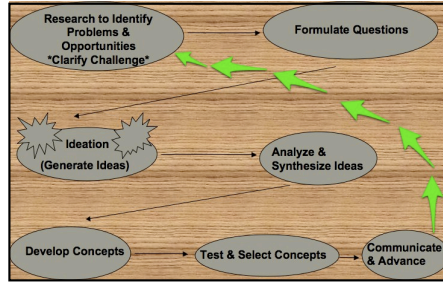 Research to Identify
Problems &
Opportunities
*Clarify Challenge*
Formulate Questions
Ideation
(Generate Ideas)
Analyze &
Synthesize Ideas
Develop Concepts
Test & Select Concepts
Communicate
& Advance